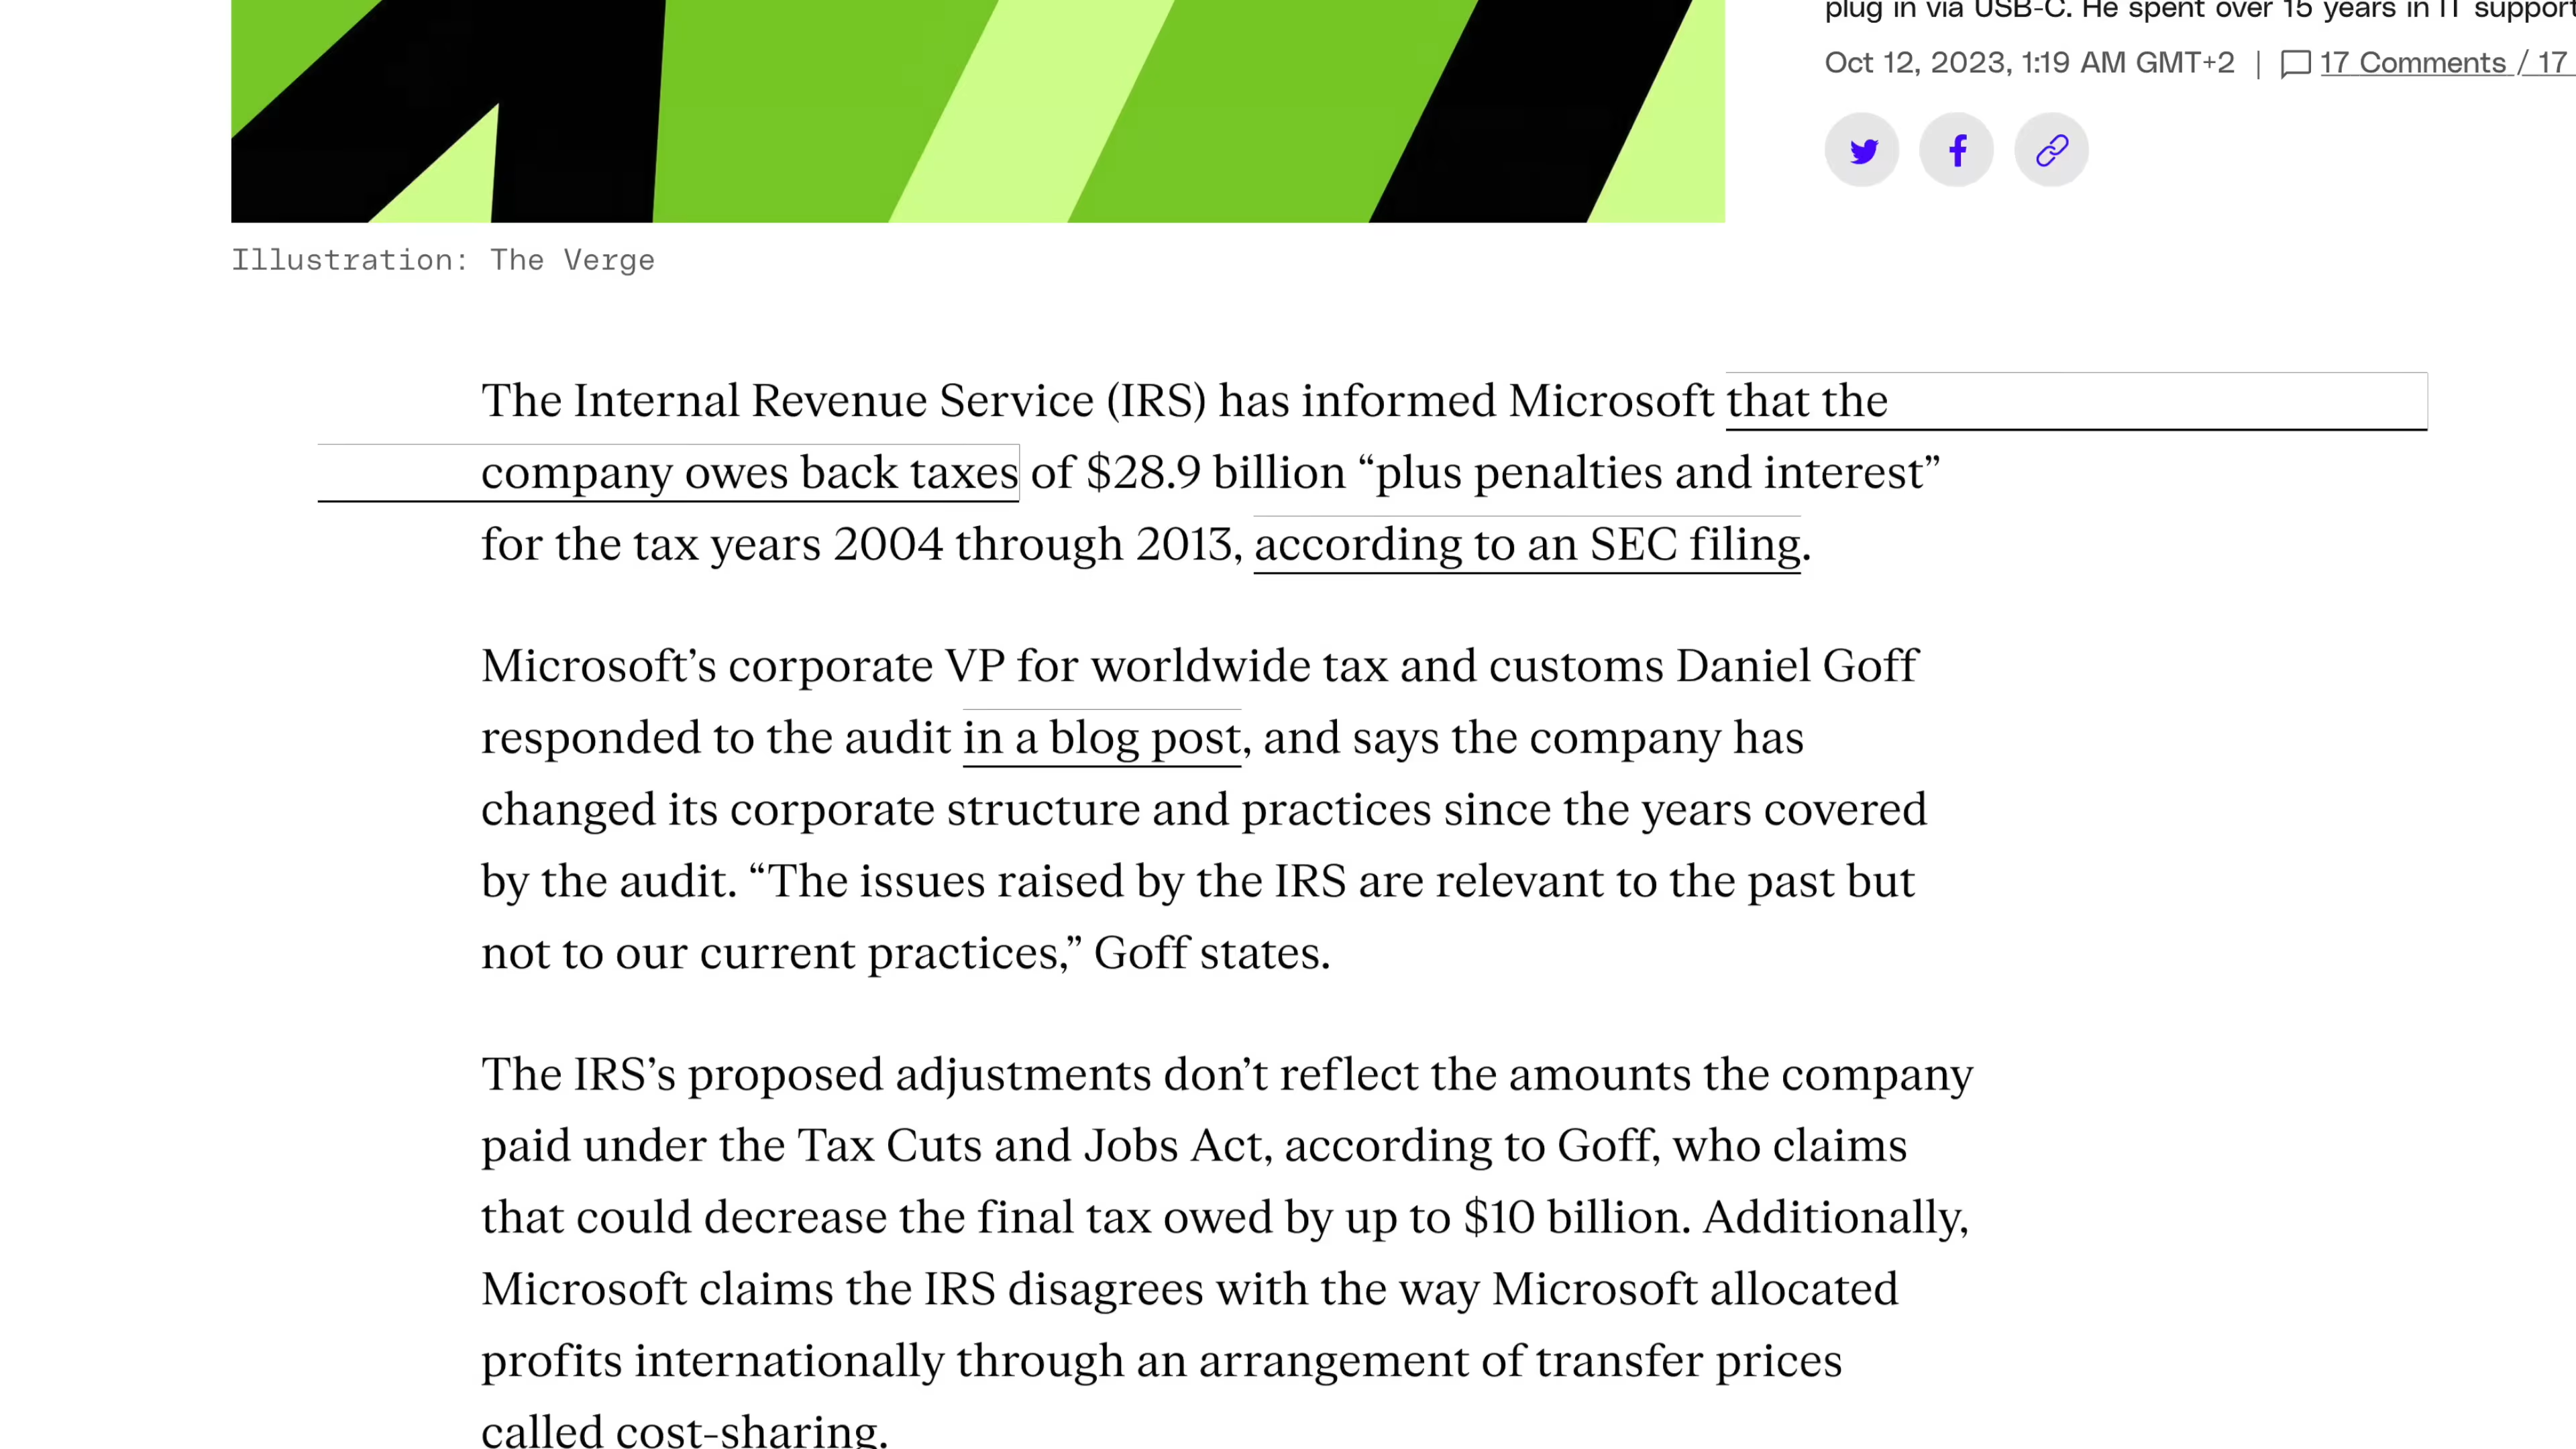 plug in via USB-C. He spent over 15 years in IT support
Oct 12, 2023, 1:19 AM GMT+2 | 17 Comments / 17
Illustration: The Verge
The Internal Revenue Service (IRS) has informed Microsoft that the
company owes back taxes of $28.9 billion “plus penalties and interest”
for the tax years 2004 through 2013, according to an SEC filing.
Microsoft’s corporate VP for worldwide tax and customs Daniel Goff
responded to the audit in a blog post, and says the company has
changed its corporate structure and practices since the years covered
by the audit. “The issues raised by the IRS are relevant to the past but
not to our current practices,” Goff states.
The IRS’s proposed adjustments don’t reflect the amounts the company
paid under the Tax Cuts and Jobs Act, according to Goff, who claims
that could decrease the final tax owed by up to $10 billion. Additionally,
Microsoft claims the IRS disagrees with the way Microsoft allocated
profits internationally through an arrangement of transfer prices
called cost-sharing.